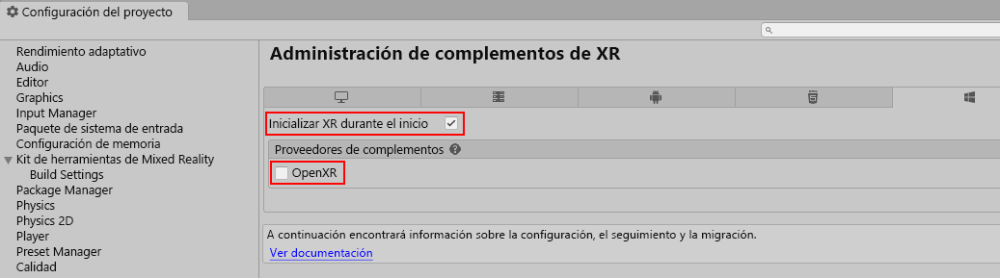 Configuración del proyecto
Rendimiento adaptativo
Audio
Editor
Graphics
Input Manager
Paquete de sistema de entrada
Configuración de memoria
Kit de herramientas de Mixed Reality
Build Settings
Package Manager
Physics
Physics 2D
Player
Preset Manager
Calidad
Administración de complementos de XR
Inicializar XR durante el inicio
Proveedores de complementos
OpenXR
A continuación encontrará información sobre la configuración, el seguimiento y la migración.
Ver documentación